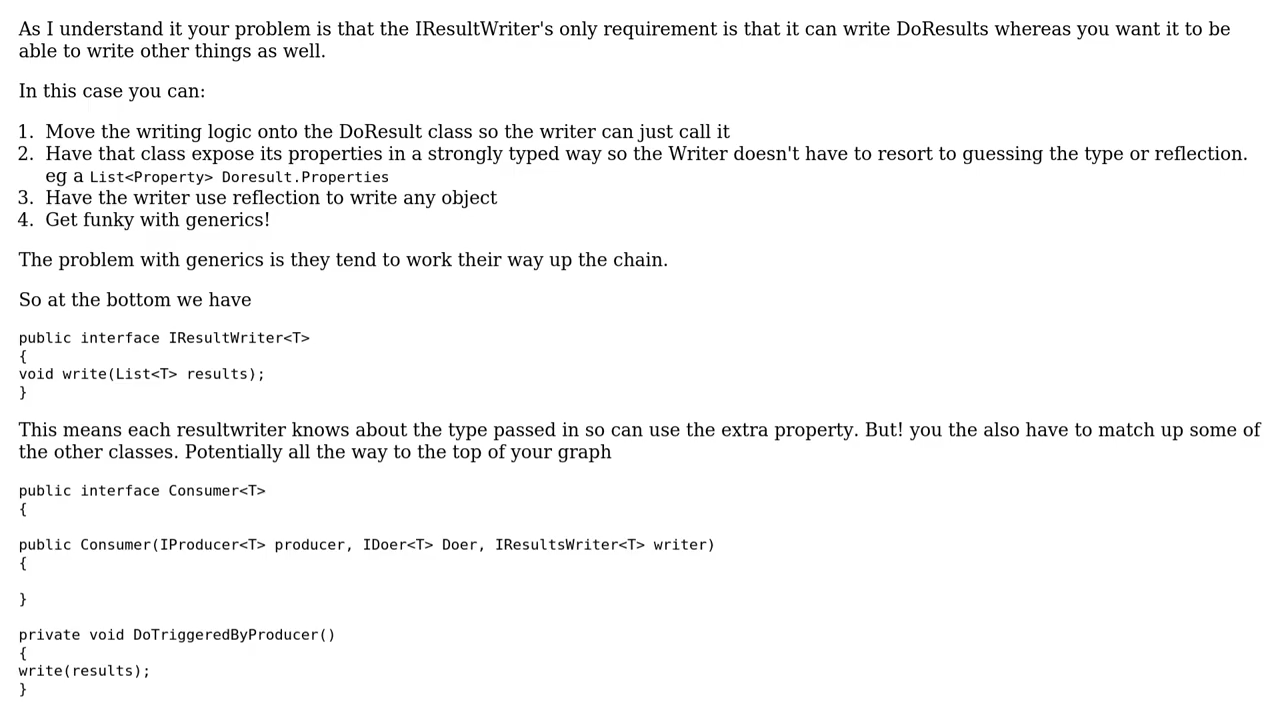 As I understand it your problem is that the IResultWriter's only requirement is that it can write DoResults whereas you want it to be
able to write other things as well.
In this case you can:
1. Move the writing logic onto the DoResult class so the writer can just call it
2. Have that class expose its properties in a strongly typed way so the Writer doesn't have to resort to guessing the type or reflection.
eg a List<Property> Doresult.Properties
3. Have the writer use reflection to write any object
4. Get funky with generics!
The problem with generics is they tend to work their way up the chain.
So at the bottom we have
public interface IResultWriter<T>
{
void write(List<T> results);
}
This means each resultwriter knows about the type passed in so can use the extra property. But! you the also have to match up some of
the other classes. Potentially all the way to the top of your graph
public interface Consumer<T>
{
public Consumer(IProducer<T> producer, IDoer<T> Doer, IResultsWriter<T> writer)
{
}
private void DoTriggeredByProducer()
{
write(results);
}